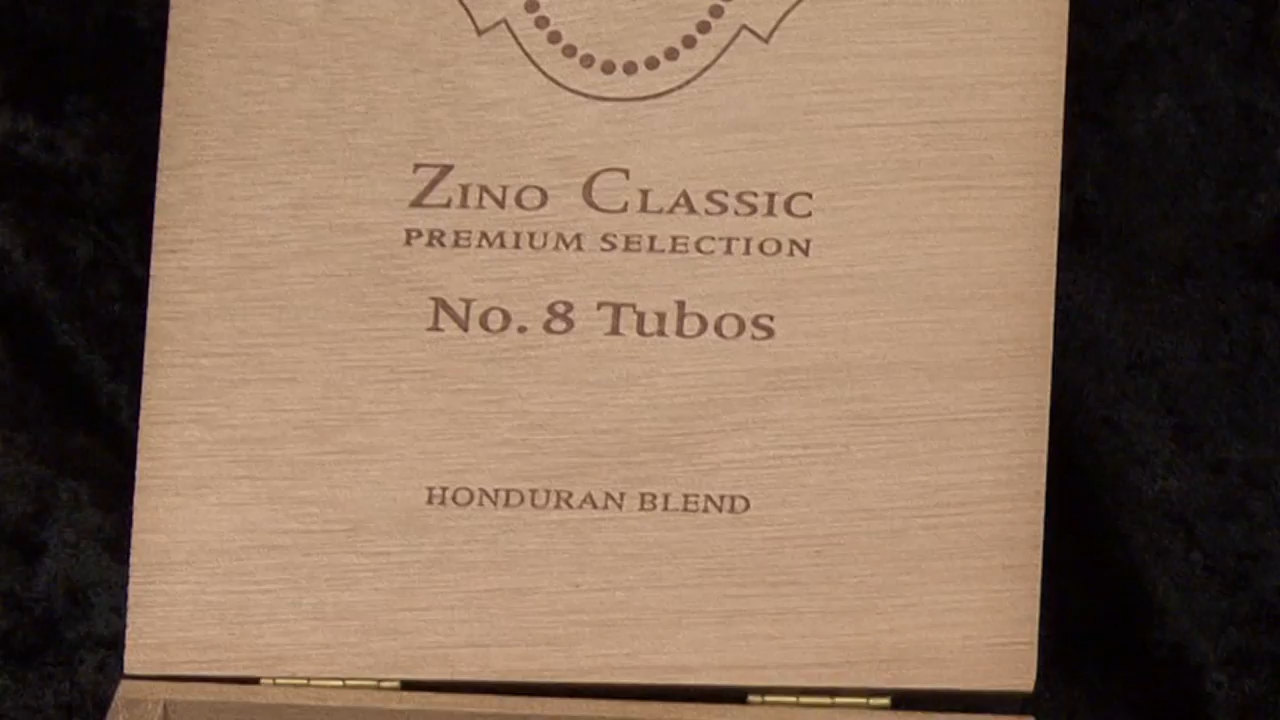 ZINO CLASSIC
PREMIUM SELECTION
No. 8 Tubos
HONDURAN BLEND